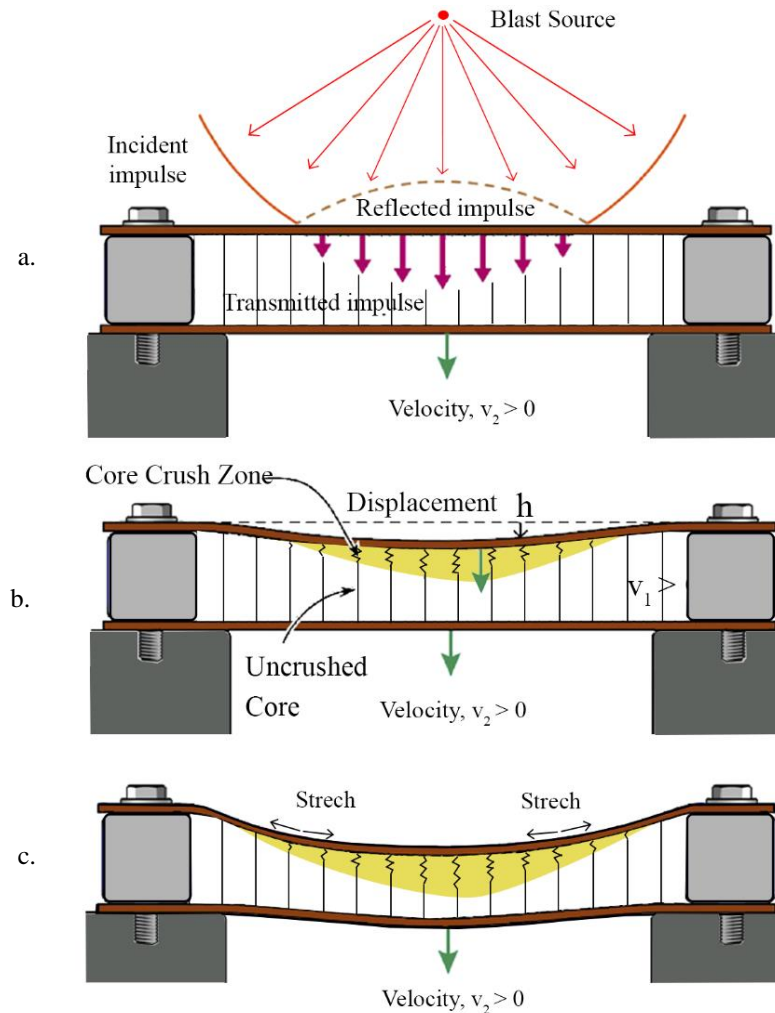 Blast Source
Incident
impulse
Reflected impulse
a.
Transmitted impulse
Velocity, v₂ > 0
Core Crush Zone
Displacement h
b.
v₁ >
Uncrushed
Core
Velocity, v₂ > 0
Strech Strech
c.
Velocity, v₂ > 0